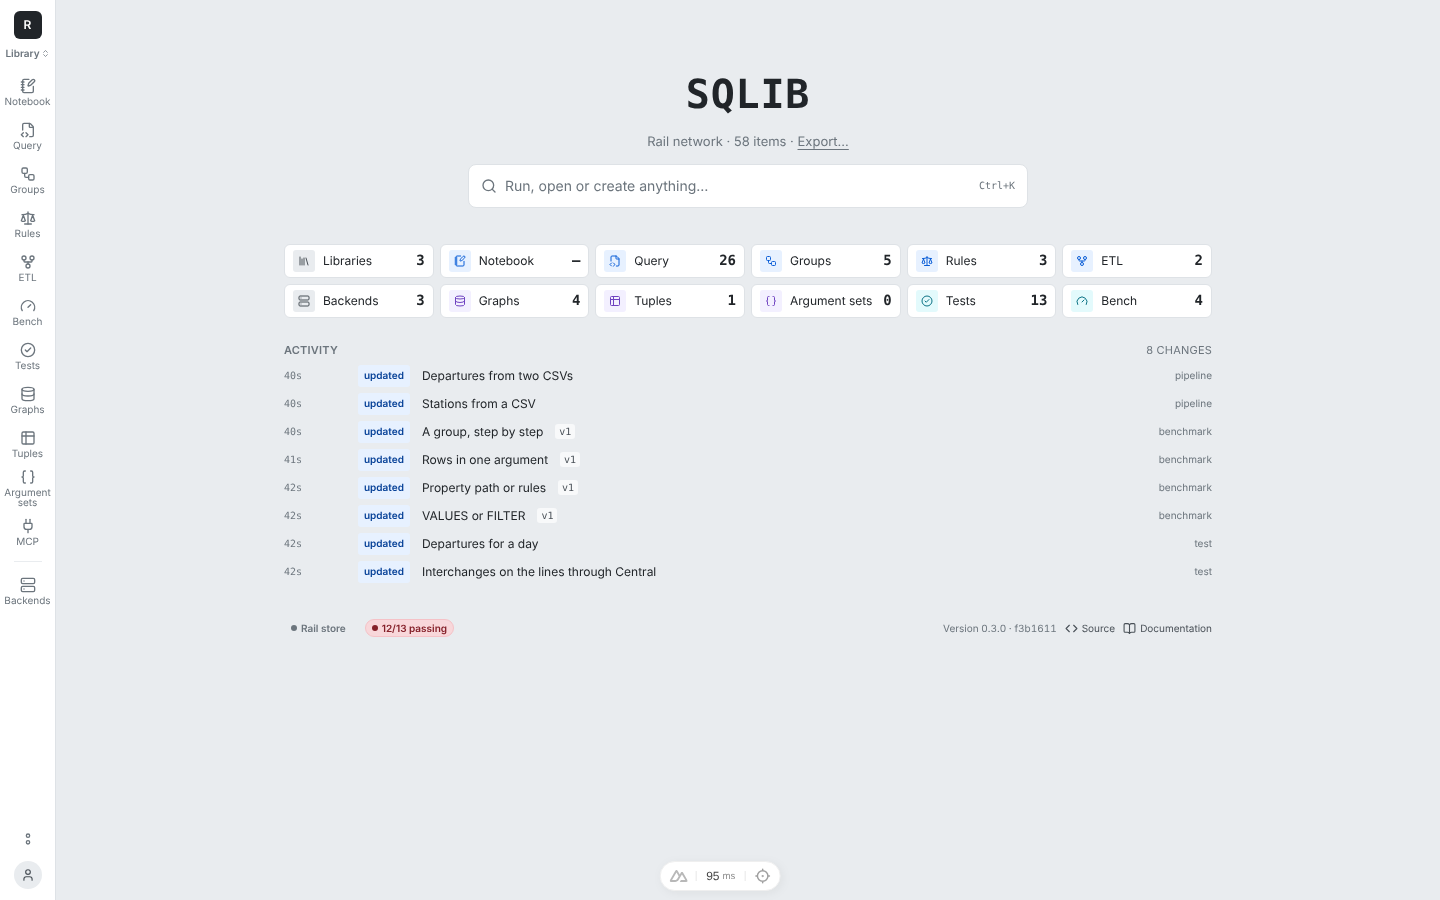 R
Library
Notebook
Query
Groups
Rules
ETL
Bench
Tests
Graphs
Tuples
Argument
sets
MCP
Backends
SQLIB
Rail network · 58 items · Export...
Run, open or create anything... Ctrl+K
Libraries 3
Notebook –
Query 26
Groups 5
Rules 3
ETL 2
Backends 3
Graphs 4
Tuples 1
Argument sets 0
Tests 13
Bench 4
ACTIVITY 8 CHANGES
40s updated Departures from two CSVs pipeline
40s updated Stations from a CSV pipeline
40s updated A group, step by step v1 benchmark
41s updated Rows in one argument v1 benchmark
42s updated Property path or rules v1 benchmark
42s updated VALUES or FILTER v1 benchmark
42s updated Departures for a day test
42s updated Interchanges on the lines through Central test
Rail store 12/13 passing Version 0.3.0 · f3b1611 Source Documentation
95 ms